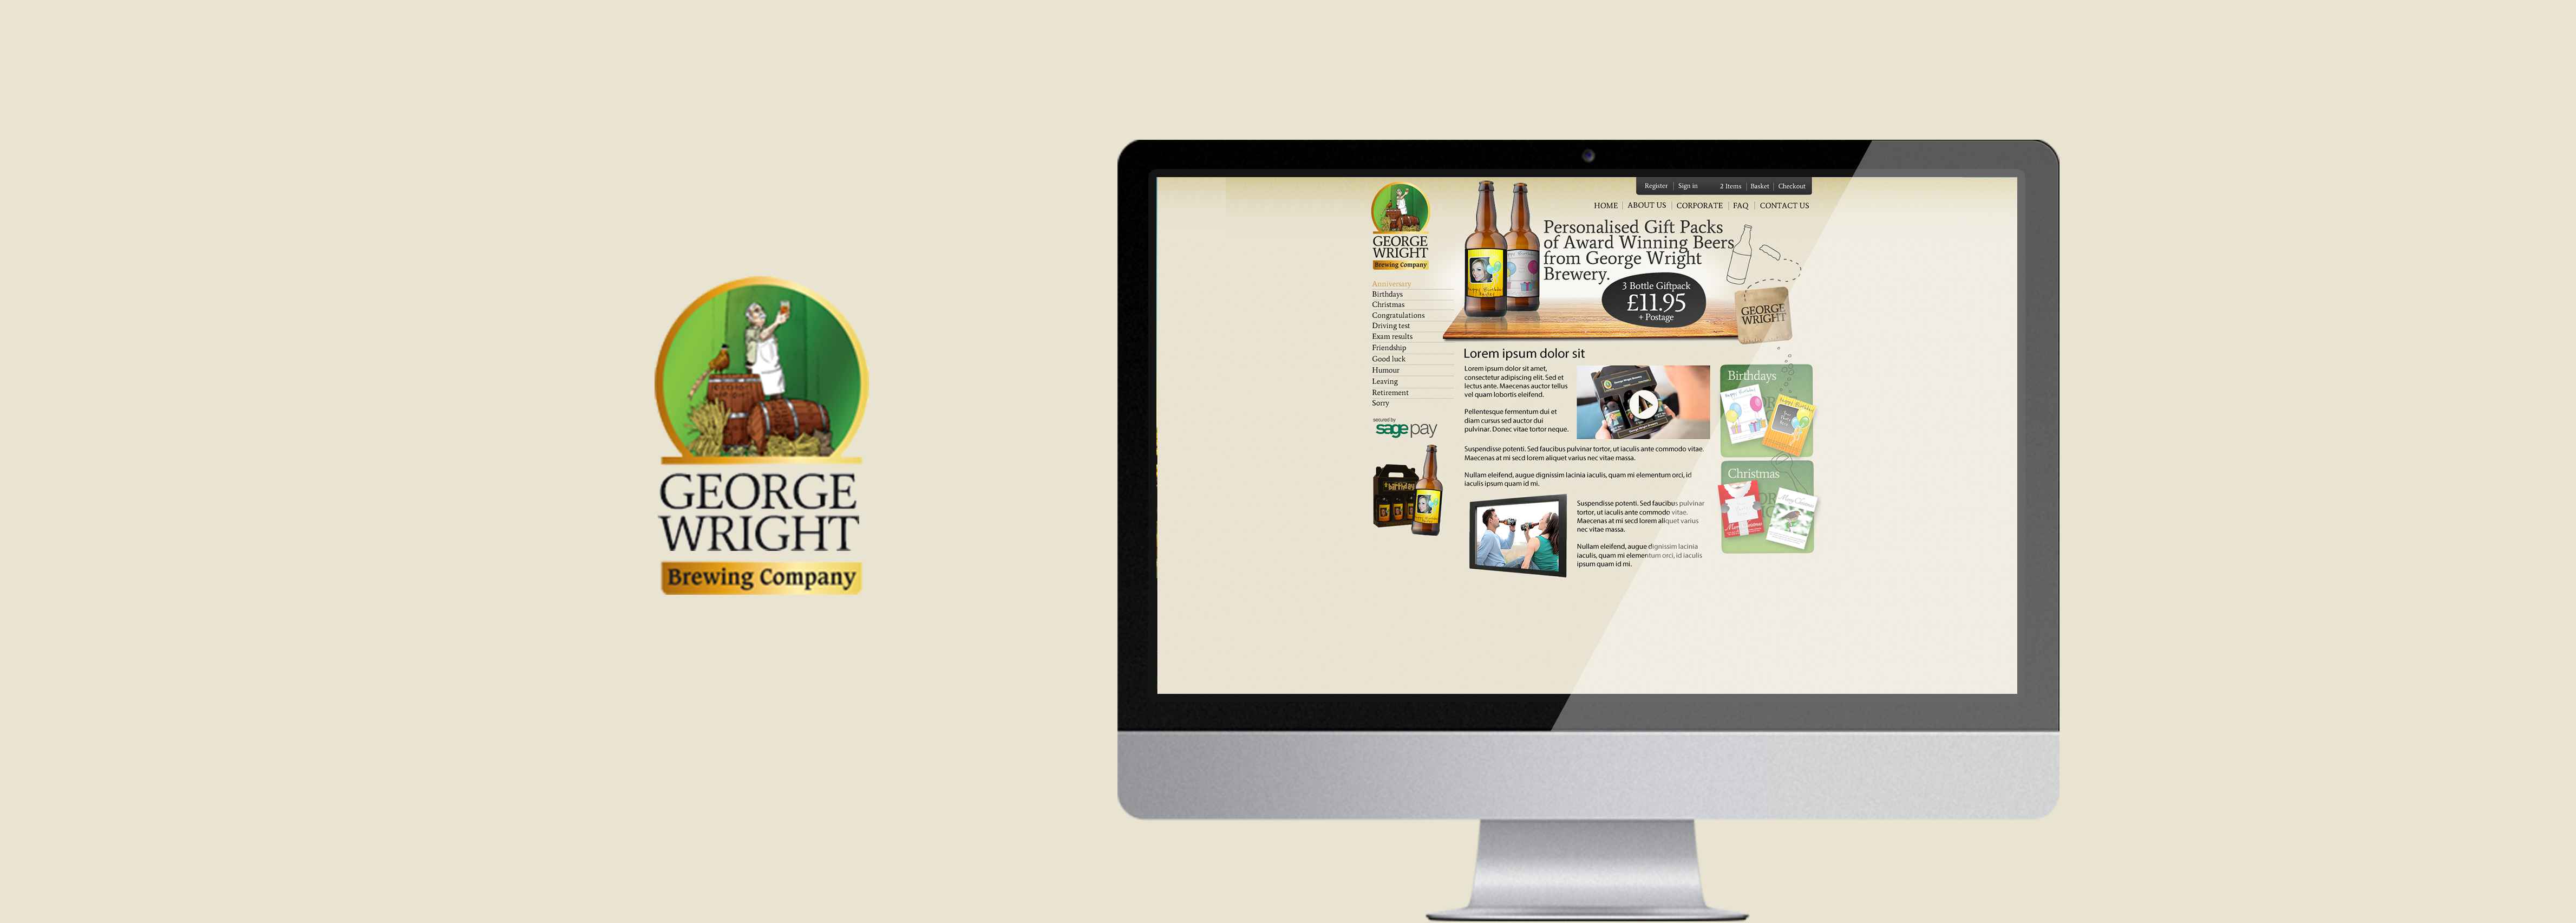 GEORGE
WRIGHT
Brewing Company
Register
Sign in
2 Items
Basket
Checkout
HOME
ABOUT US
CORPORATE
FAQ
CONTACT US
GEORGE
WRIGHT
Brewing Company
Personalised Gift Packs
of Award Winning Beers
from George Wright
Brewery.
3 Bottle Giftpack
£11.95
+ Postage
GEORGE
WRIGHT
Anniversary
Birthdays
Christmas
Congratulations
Driving test
Exam results
Friendship
Good luck
Humour
Leaving
Retirement
Sorry
secured by
sage pay
Lorem ipsum dolor sit
Lorem ipsum dolor sit amet,
consectetur adipiscing elit. Sed et
lectus ante. Maecenas auctor tellus
vel quam lobortis eleifend.
Pellentesque fermentum dui et
diam cursus sed auctor dui
pulvinar. Donec vitae tortor neque.
Suspendisse potenti. Sed faucibus pulvinar tortor, ut iaculis ante commodo vitae.
Maecenas at mi secd lorem aliquet varius nec vitae massa.
Nullam eleifend, augue dignissim lacinia iaculis, quam mi elementum orci, id
iaculis ipsum quam id mi.
Suspendisse potenti. Sed faucibus pulvinar
tortor, ut iaculis ante commodo vitae.
Maecenas at mi secd lorem aliquet varius
nec vitae massa.
Nullam eleifend, augue dignissim lacinia
iaculis, quam mi elementum orci, id iaculis
ipsum quam id mi.
Birthdays
Christmas